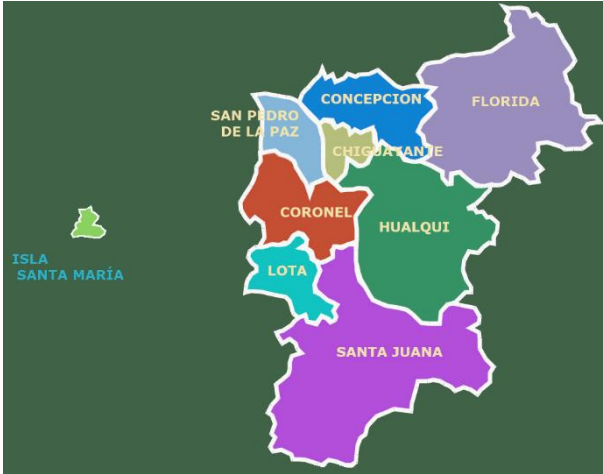 CONCEPCION
FLORIDA
SAN PEDRO
DE LA PAZ
CHIGUAYANTE
CORONEL
HUALQUI
ISLA
SANTA MARÍA
LOTA
SANTA JUANA